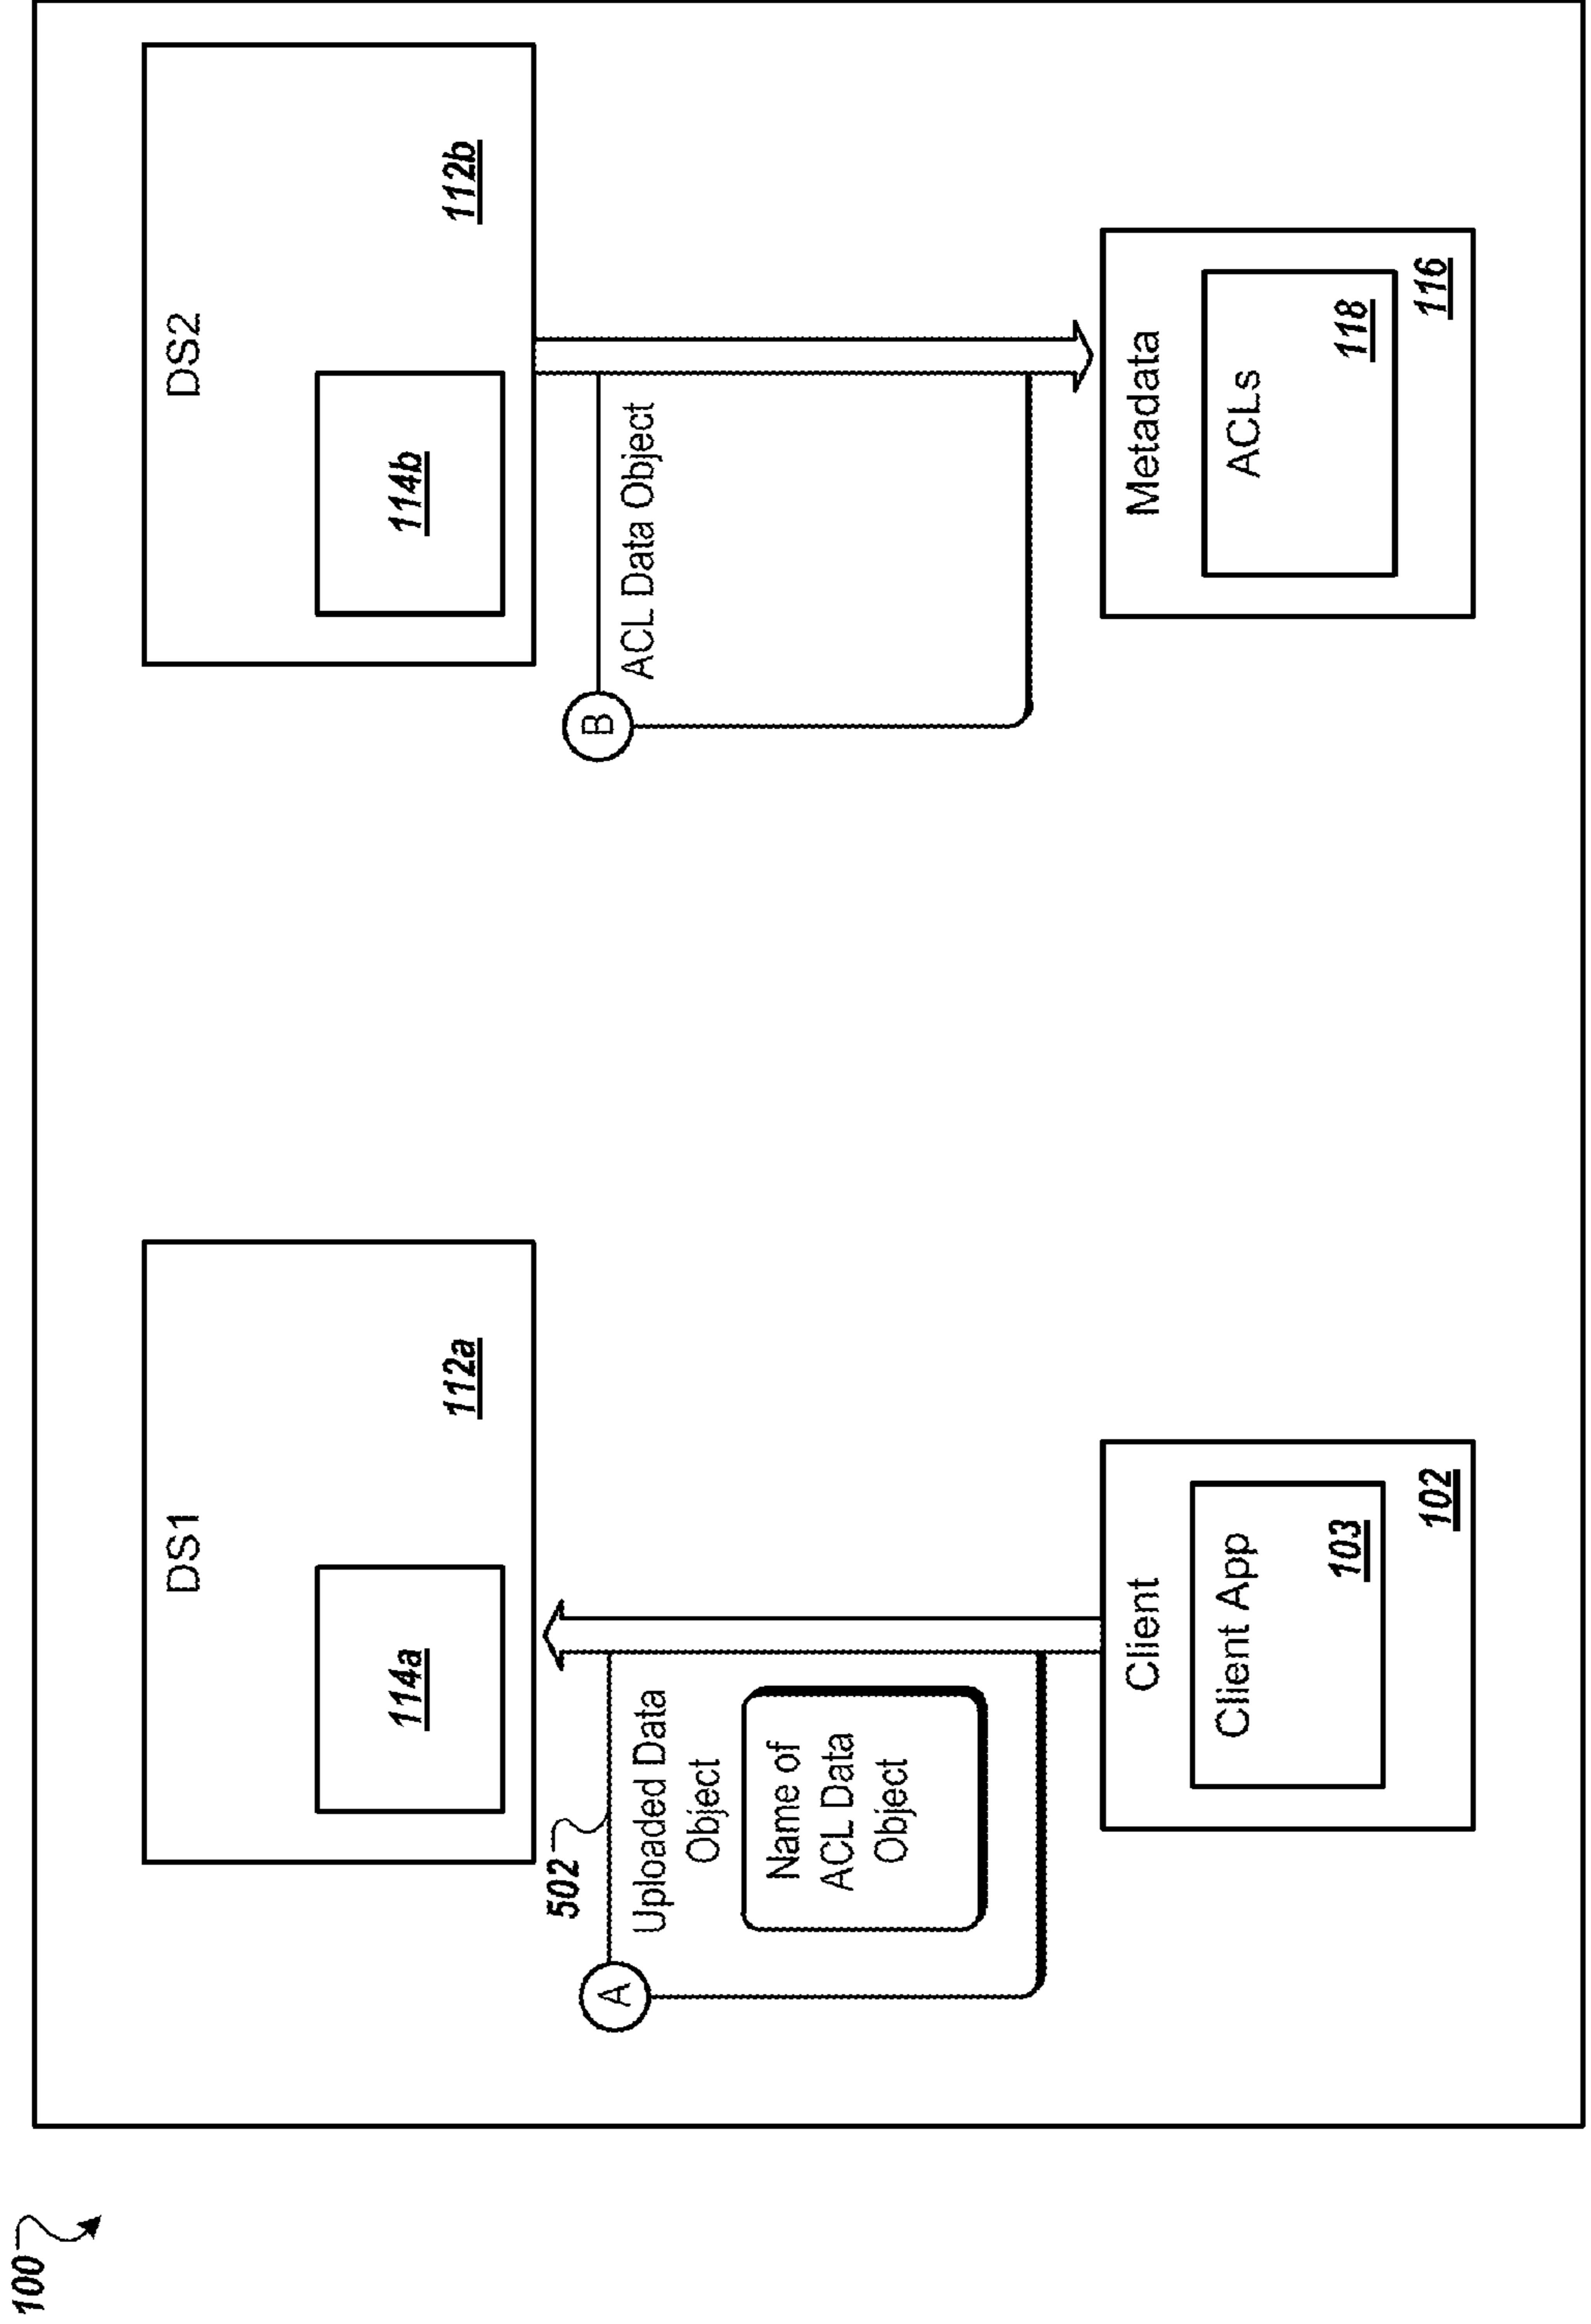 100
DS1
114a
112a
DS2
114b
112b
502
A
Uploaded Data
Object
Name of
ACL Data
Object
B
ACL Data Object
Client
Client App
103
102
Metadata
ACLs
118
116